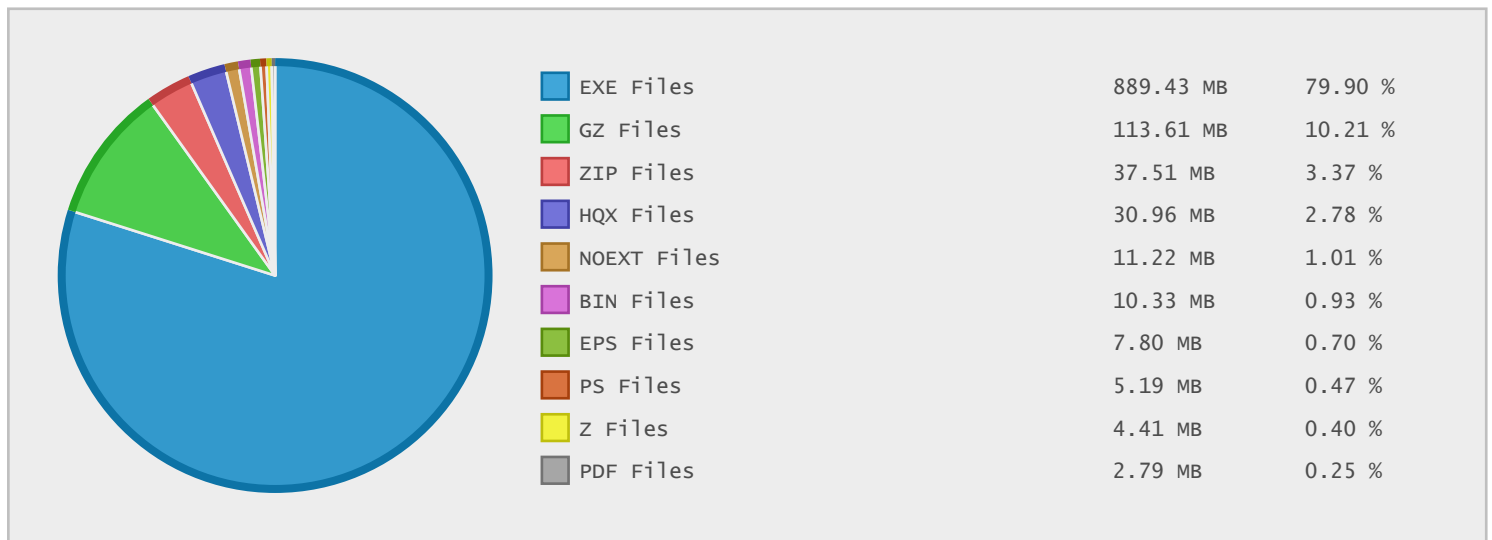 EXE Files 889.43 MB 79.90 %
GZ Files 113.61 MB 10.21 %
ZIP Files 37.51 MB 3.37 %
HQX Files 30.96 MB 2.78 %
NOEXT Files 11.22 MB 1.01 %
BIN Files 10.33 MB 0.93 %
EPS Files 7.80 MB 0.70 %
PS Files 5.19 MB 0.47 %
Z Files 4.41 MB 0.40 %
PDF Files 2.79 MB 0.25 %